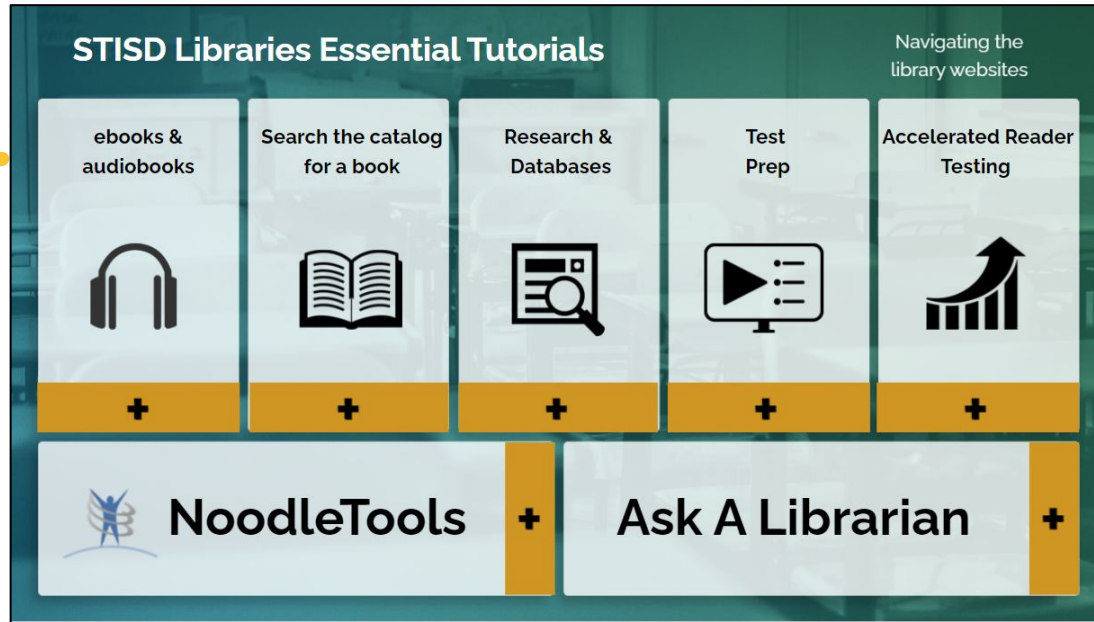 STISD Libraries Essential Tutorials
Navigating the
library websites
ebooks &
audiobooks
Search the catalog
for a book
Research &
Databases
Test
Prep
Accelerated Reader
Testing
NoodleTools
Ask A Librarian